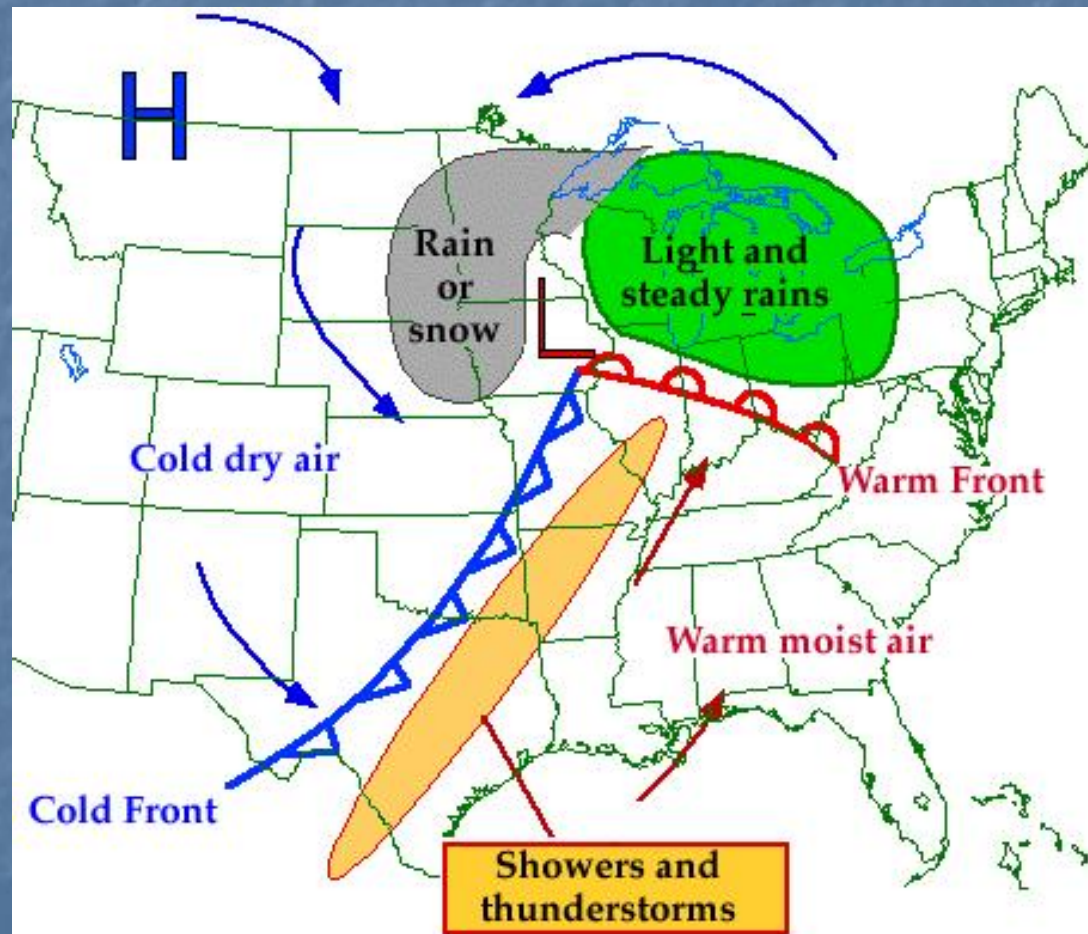 H
Rain
or
snow
Light and
steady rains
L
Cold dry air
Warm Front
Warm moist air
Cold Front
Showers and
thunderstorms